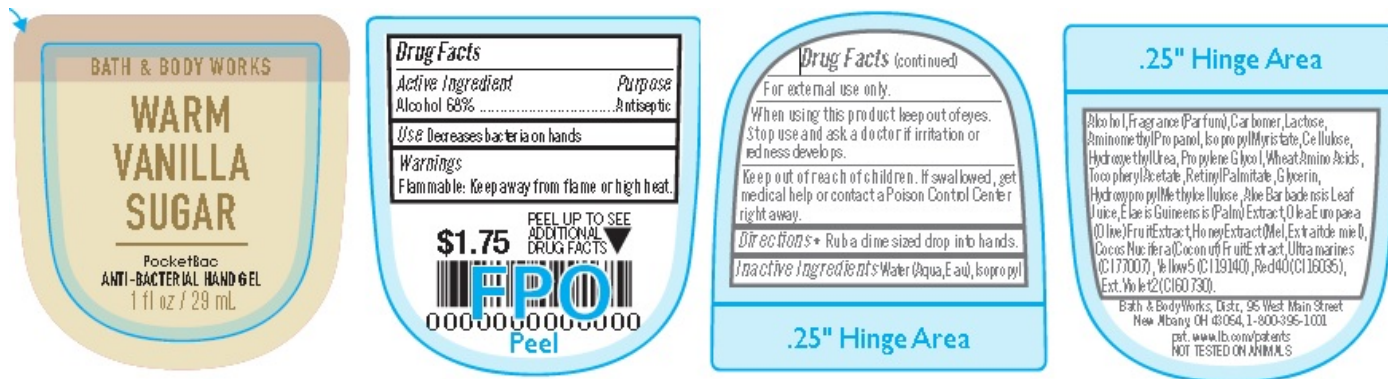 BATH & BODY WORKS
WARM
VANILLA
SUGAR
PocketBac
ANTI-BACTERIAL HAND GEL
1 fl oz / 29 mL
Drug Facts
Active Ingredient Purpose
Alcohol 68% ........................ Antiseptic
Use Decreases bacteria on hands
Warnings
Flammable: Keep away from flame or high heat.
PEEL UP TO SEE
ADDITIONAL
DRUG FACTS
$1.75
FPO
000000000000
Peel
Drug Facts (continued)
For external use only.
When using this product keep out of eyes.
Stop use and ask a doctor if irritation or
redness develops.
Keep out of reach of children. If swallowed, get
medical help or contact a Poison Control Center
right away.
Directions • Rub a dime sized drop into hands.
Inactive Ingredients Water (Aqua, Eau), Isopropyl
.25" Hinge Area
.25" Hinge Area
Alcohol, Fragrance (Parfum), Carbomer, Lactose,
Aminomethyl Propanol, Isopropyl Myristate, Cellulose,
Hydroxyethyl Urea, Propylene Glycol, Wheat Amino Acids,
Tocopheryl Acetate, Retinyl Palmitate, Glycerin,
Hydroxypropyl Methylcellulose, Aloe Barbadensis Leaf
Juice, Elaeis Guineensis (Palm) Extract, Olea Europaea
(Olive) Fruit Extract, Honey Extract (Mel, Extrait de miel),
Cocos Nucifera (Coconut) Fruit Extract, Ultramarines
(CI 77007), Yellow 5 (CI 19140), Red 40 (CI 16035),
Ext. Violet 2 (CI 60730).
Bath & Body Works, Distr., 95 West Main Street
New Albany, OH 43054, 1-800-395-1001
pat. www.lb.com/patents
NOT TESTED ON ANIMALS